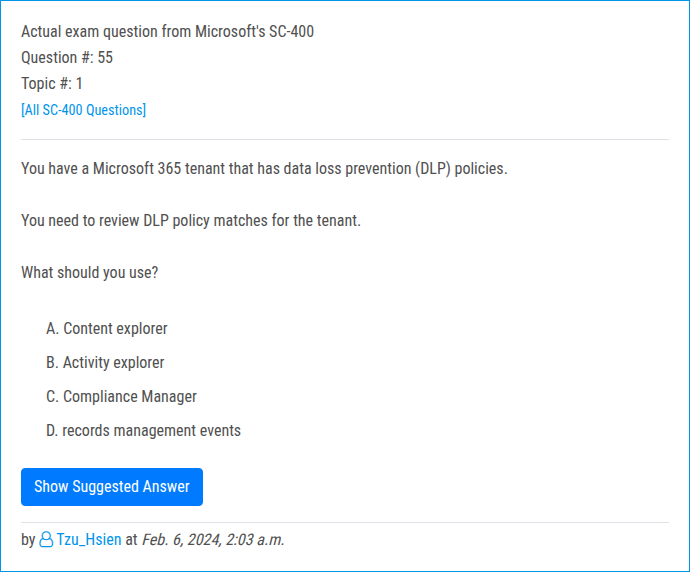 Actual exam question from Microsoft's SC-400
Question #: 55
Topic #: 1
[All SC-400 Questions]
You have a Microsoft 365 tenant that has data loss prevention (DLP) policies.
You need to review DLP policy matches for the tenant.
What should you use?
A. Content explorer
B. Activity explorer
C. Compliance Manager
D. records management events
Show Suggested Answer
by Tzu_Hsien at Feb. 6, 2024, 2:03 a.m.